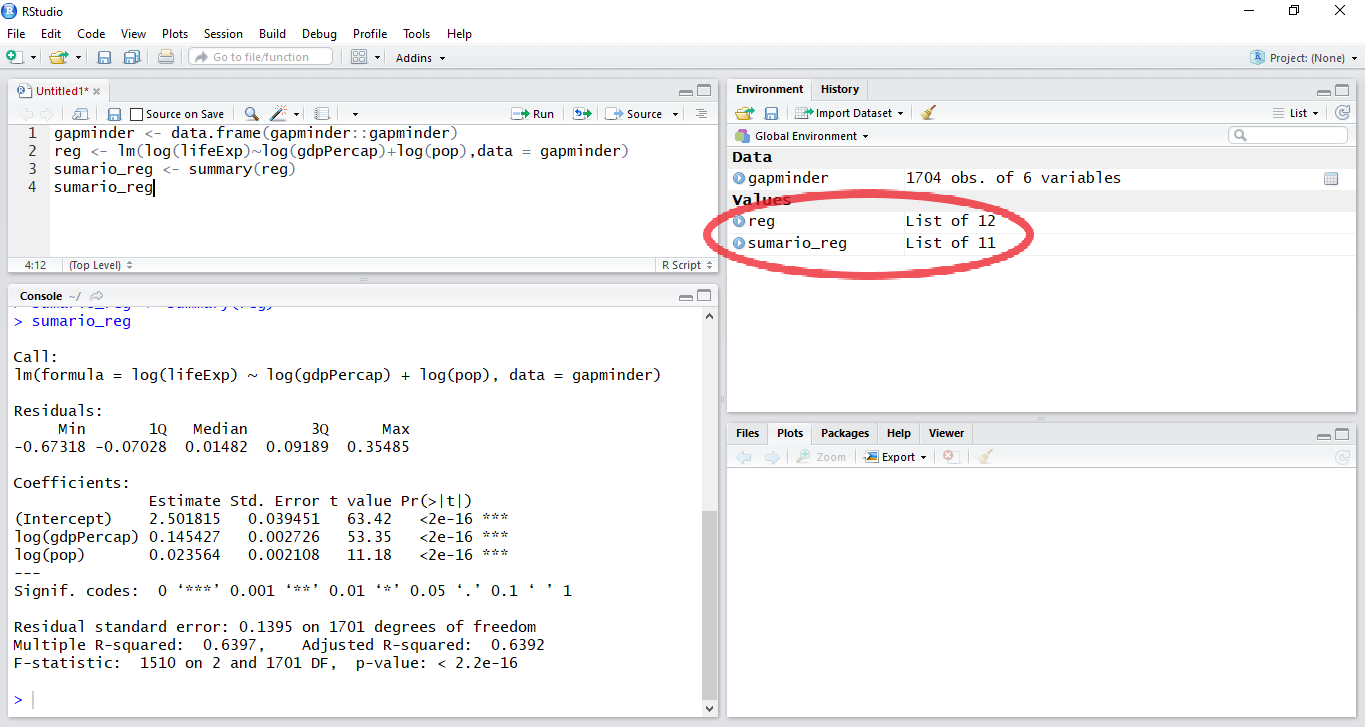 RStudio
File Edit Code View Plots Session Build Debug Profile Tools Help
Go to file/function Addins Project: (None)
Untitled1*
Source on Save Run Source
1 gapminder <- data.frame(gapminder::gapminder)
2 reg <- lm(log(lifeExp)~log(gdpPercap)+log(pop),data = gapminder)
3 sumario_reg <- summary(reg)
4 sumario_reg
4:12 (Top Level) R Script
Console ~/
> sumario_reg <- summary(reg)
> sumario_reg
Call:
lm(formula = log(lifeExp) ~ log(gdpPercap) + log(pop), data = gapminder)
Residuals:
Min 1Q Median 3Q Max
-0.67318 -0.07028 0.01482 0.09189 0.35485
Coefficients:
Estimate Std. Error t value Pr(>|t|)
(Intercept) 2.501815 0.039451 63.42 <2e-16 ***
log(gdpPercap) 0.145427 0.002726 53.35 <2e-16 ***
log(pop) 0.023564 0.002108 11.18 <2e-16 ***
---
Signif. codes: 0 ‘***’ 0.001 ‘**’ 0.01 ‘*’ 0.05 ‘.’ 0.1 ‘ ’ 1
Residual standard error: 0.1395 on 1701 degrees of freedom
Multiple R-squared: 0.6397, Adjusted R-squared: 0.6392
F-statistic: 1510 on 2 and 1701 DF, p-value: < 2.2e-16
>
Environment History
Import Dataset List
Global Environment
Data
gapminder 1704 obs. of 6 variables
Values
reg List of 12
sumario_reg List of 11
Files Plots Packages Help Viewer
Zoom Export